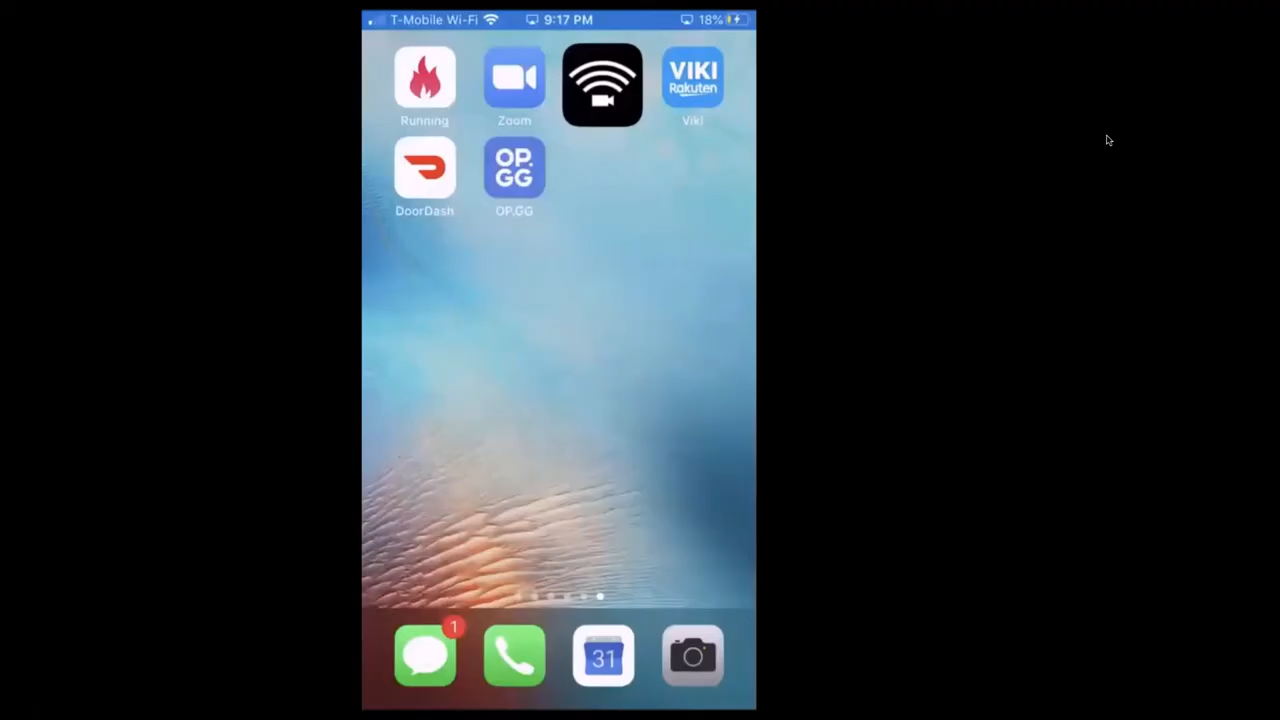 T-Mobile Wi-Fi 9:17 PM 18%
VIKI
Rakuten
Running Zoom Viki
OP.
GG
DoorDash OP.GG
1
31